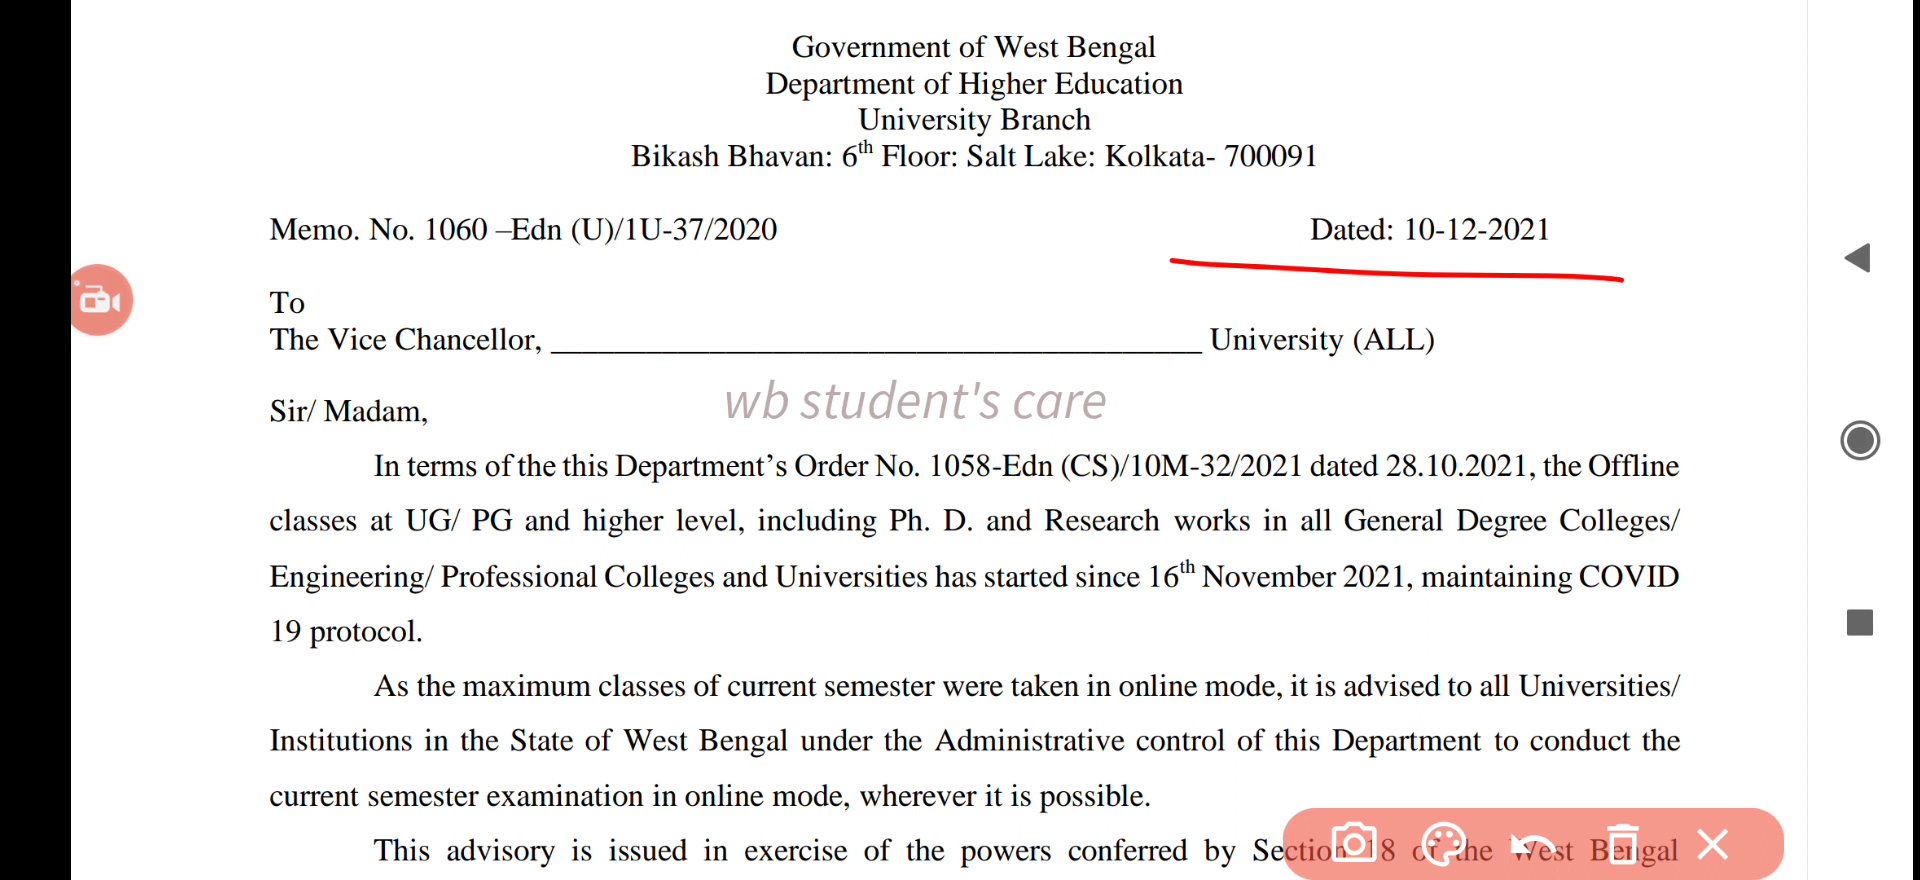 Government of West Bengal
Department of Higher Education
University Branch
Bikash Bhavan: 6th Floor: Salt Lake: Kolkata- 700091
Memo. No. 1060 –Edn (U)/1U-37/2020 Dated: 10-12-2021
To
The Vice Chancellor, ________________________________________ University (ALL)
wb student's care
Sir/ Madam,
In terms of the this Department’s Order No. 1058-Edn (CS)/10M-32/2021 dated 28.10.2021, the Offline
classes at UG/ PG and higher level, including Ph. D. and Research works in all General Degree Colleges/
Engineering/ Professional Colleges and Universities has started since 16th November 2021, maintaining COVID
19 protocol.
As the maximum classes of current semester were taken in online mode, it is advised to all Universities/
Institutions in the State of West Bengal under the Administrative control of this Department to conduct the
current semester examination in online mode, wherever it is possible.
This advisory is issued in exercise of the powers conferred by Section 18 of the West Bengal